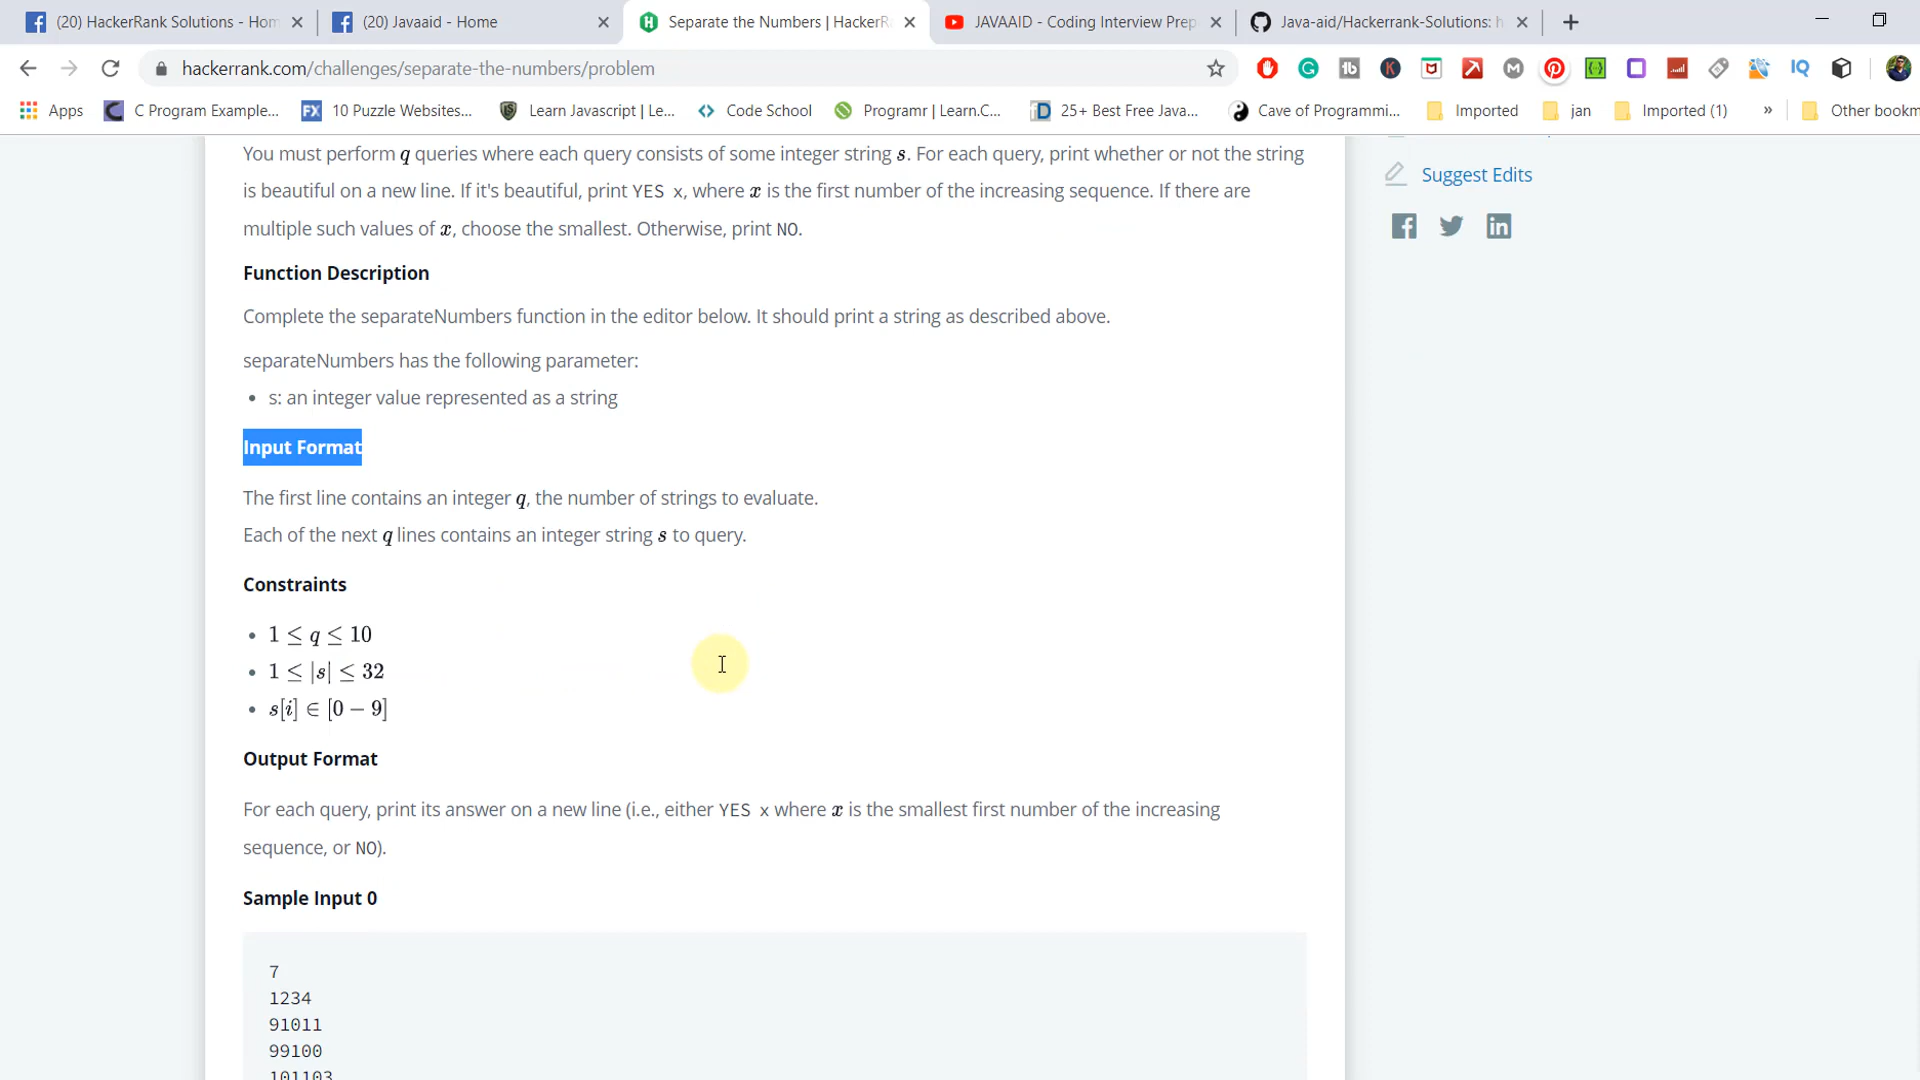 (20) HackerRank Solutions - Hom
(20) Javaaid - Home
Separate the Numbers | HackerR
JAVAAID - Coding Interview Prep
Java-aid/Hackerrank-Solutions: h
hackerrank.com/challenges/separate-the-numbers/problem
Apps
C Program Example...
10 Puzzle Websites...
Learn Javascript | Le...
Code School
Programr | Learn.C...
25+ Best Free Java...
Cave of Programmi...
Imported
jan
Imported (1)
»
Other bookm
You must perform q queries where each query consists of some integer string s. For each query, print whether or not the string
is beautiful on a new line. If it's beautiful, print YES x, where x is the first number of the increasing sequence. If there are
multiple such values of x, choose the smallest. Otherwise, print NO.
Suggest Edits
Function Description
Complete the separateNumbers function in the editor below. It should print a string as described above.
separateNumbers has the following parameter:
• s: an integer value represented as a string
Input Format
The first line contains an integer q, the number of strings to evaluate.
Each of the next q lines contains an integer string s to query.
Constraints
• 1 ≤ q ≤ 10
• 1 ≤ |s| ≤ 32
• s[i] ∈ [0 − 9]
Output Format
For each query, print its answer on a new line (i.e., either YES x where x is the smallest first number of the increasing
sequence, or NO).
Sample Input 0
7
1234
91011
99100
101103